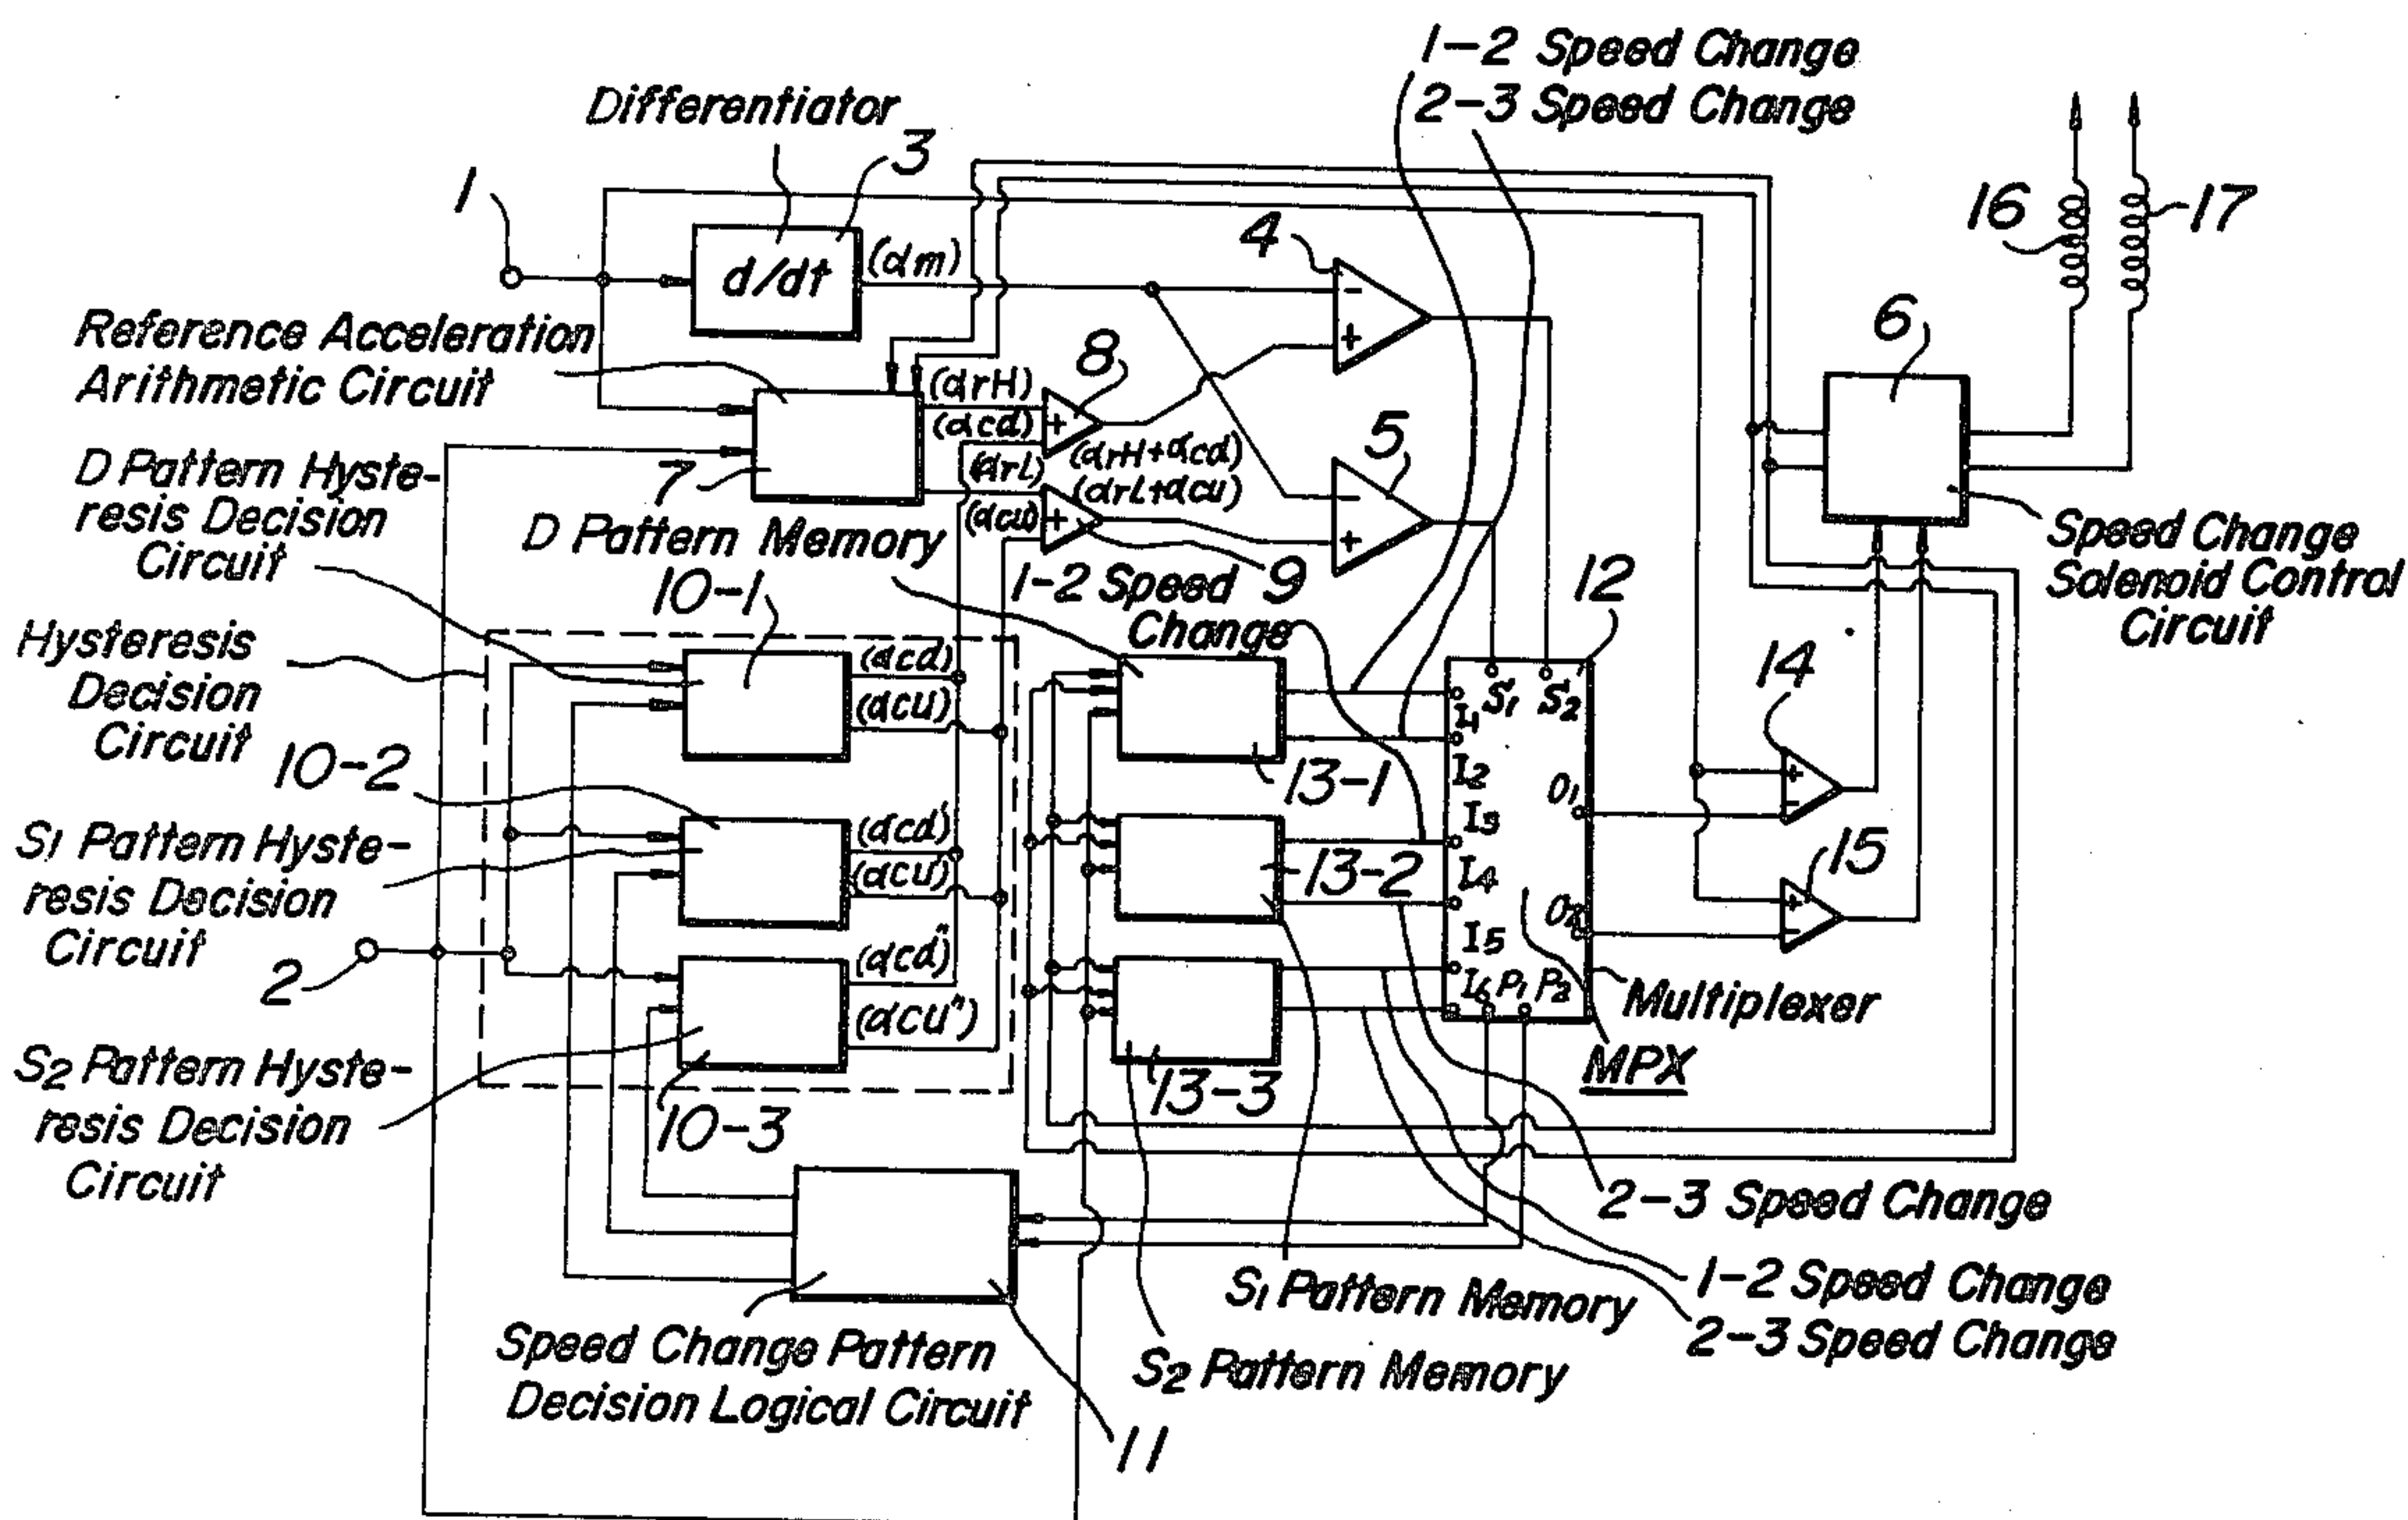 1-2 Speed Change
2-3 Speed Change
Differentiator
3
1
d/dt
(αm)
4
16
17
6
Reference Acceleration
Arithmetic Circuit
8
(αrH)
(αcd)
(αrL)
(αcu)
(αrH+αcd)
(αrL+αcu)
5
7
9
D Pattern Hyste-
resis Decision
Circuit
D Pattern Memory
1-2 Speed
Change
Speed Change
Solenoid Control
Circuit
12
10-1
Hysteresis
Decision
Circuit
(αcd)
(αcu)
S1 S2
I1
I2
I3
I4
I5
I6 P1 P2
O1
O2
14
15
10-2
13-1
S1 Pattern Hyste-
resis Decision
Circuit
(αcd')
(αcu')
13-2
2
(αcd")
(αcu")
Multiplexer
MPX
S2 Pattern Hyste-
resis Decision
Circuit
10-3
13-3
2-3 Speed Change
1-2 Speed Change
2-3 Speed Change
S1 Pattern Memory
S2 Pattern Memory
Speed Change Pattern
Decision Logical Circuit
11